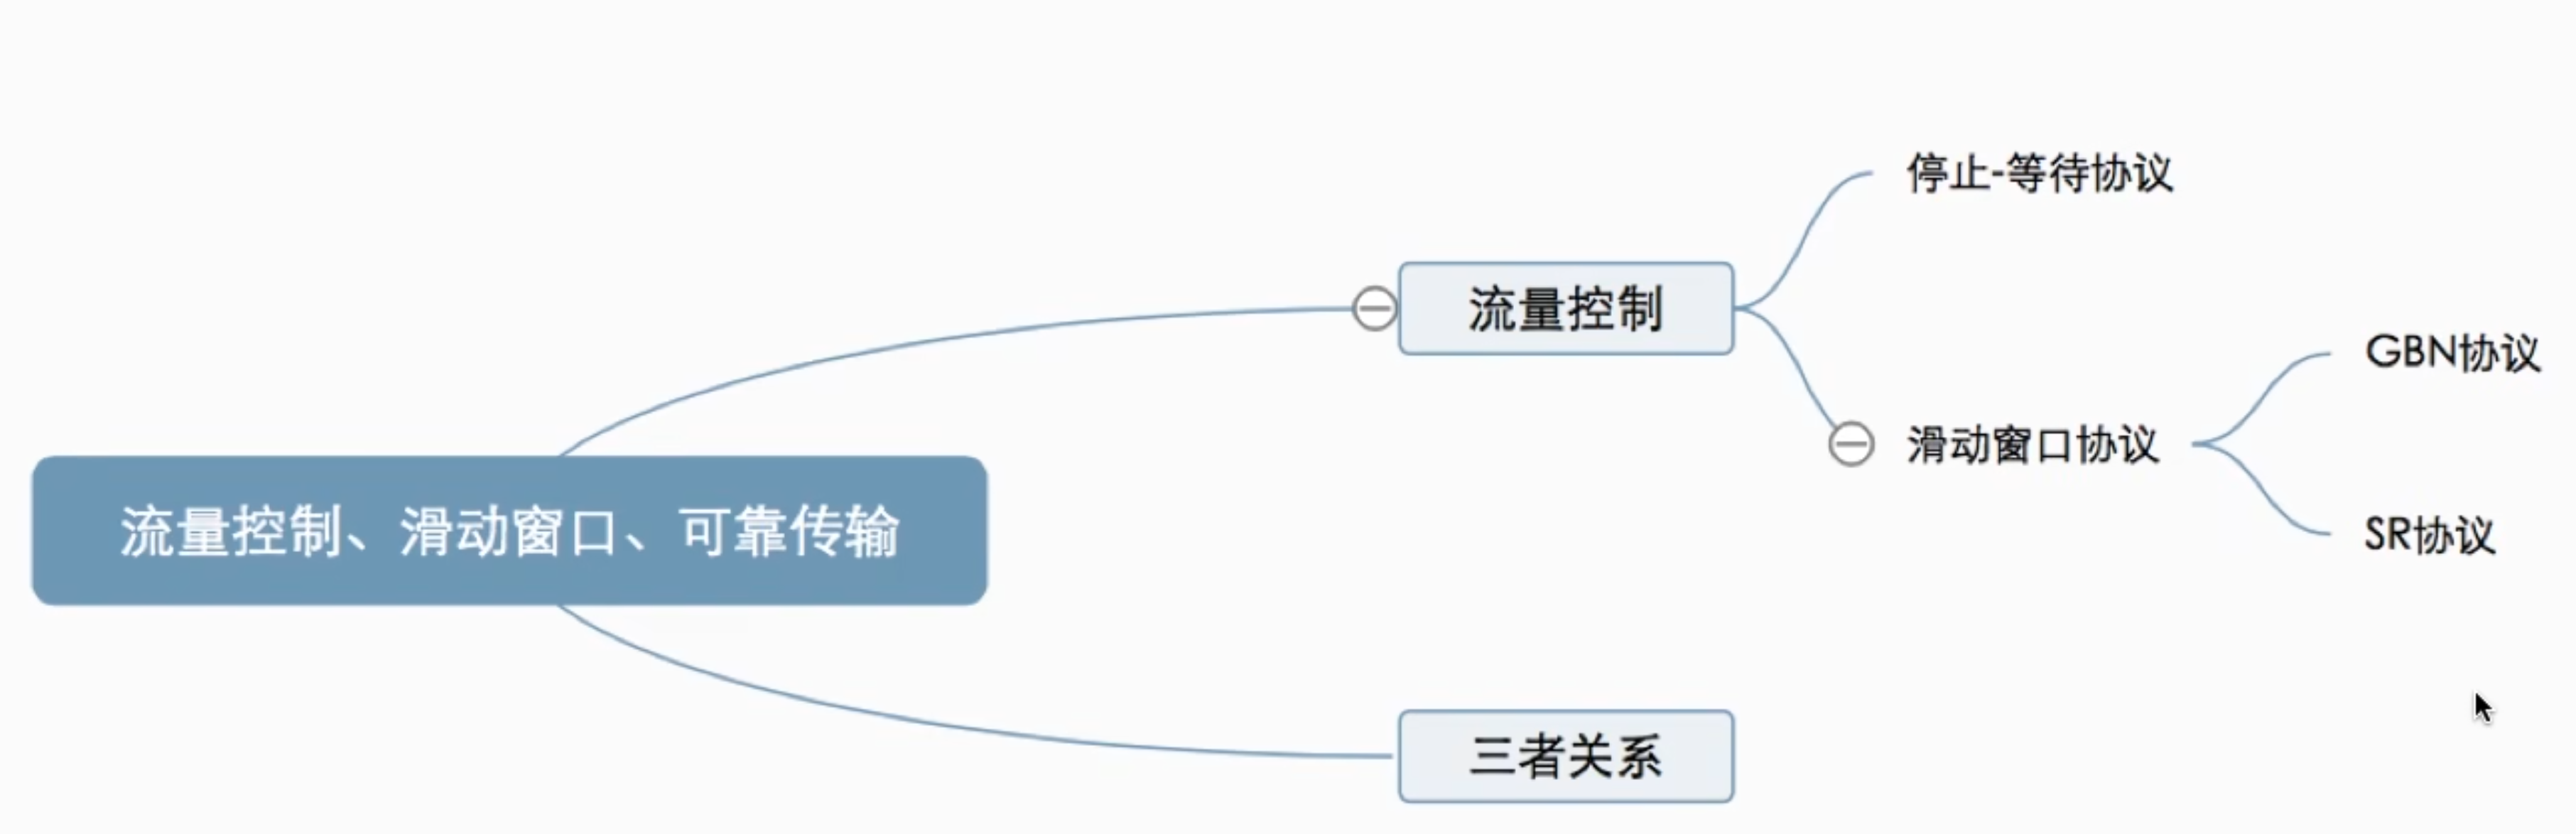 停止-等待协议
流量控制
GBN协议
滑动窗口协议
流量控制、滑动窗口、可靠传输
SR协议
三者关系